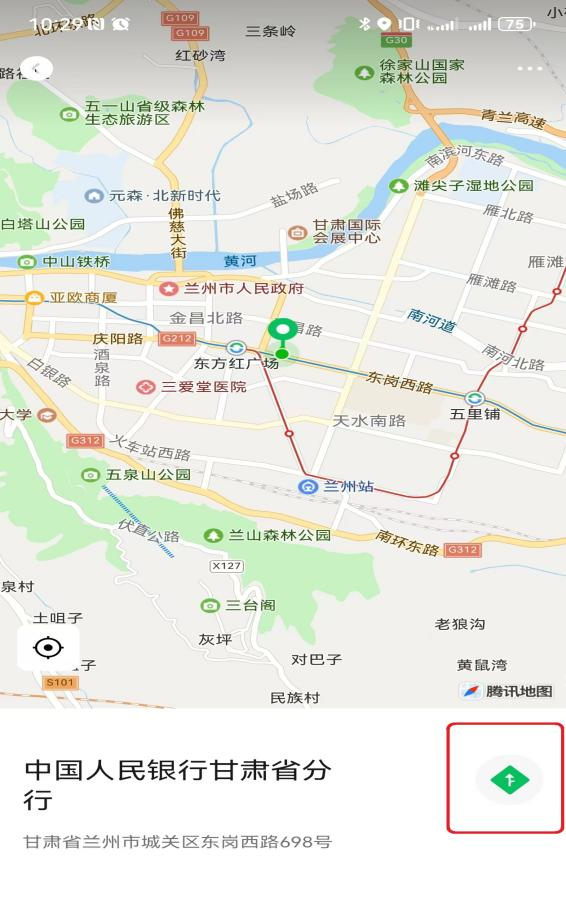 10:29
75
北环东路
G109
G109
三条岭
G30
红砂湾
徐家山国家
森林公园
五一山省级森林
生态旅游区
青兰高速
南滨河东路
元森·北新时代
盐场路
滩尖子湿地公园
白塔山公园
佛慈大街
甘肃国际
会展中心
雁北路
中山铁桥
黄河
雁滩
兰州市人民政府
雁滩路
亚欧商厦
金昌北路
昌路
南河道
庆阳路
G212
酒泉路
东方红广场
南河北路
白银路
三爱堂医院
东岗西路
大学
五里铺
天水南路
G312
火车站西路
五泉山公园
兰州站
伏直公路
兰山森林公园
南环东路
G312
X127
泉村
三台阁
土咀子
灰坪
老狼沟
子
对巴子
黄鼠湾
S101
民族村
腾讯地图
中国人民银行甘肃省分
行
甘肃省兰州市城关区东岗西路698号